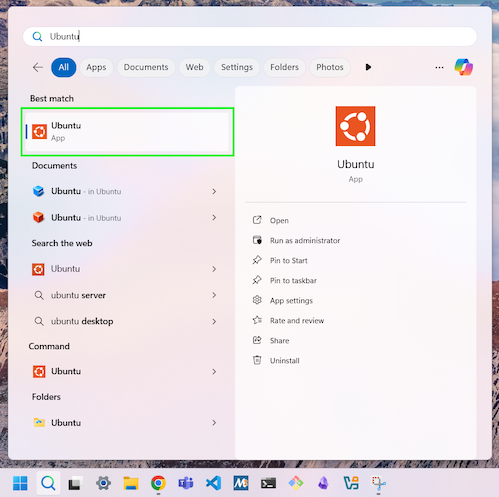 Ubuntu
All Apps Documents Web Settings Folders Photos ...
Best match
Ubuntu
App
Documents
Ubuntu - in Ubuntu
Ubuntu - in Ubuntu
Search the web
Ubuntu
ubuntu server
ubuntu desktop
Command
Ubuntu
Folders
Ubuntu
Ubuntu
App
Open
Run as administrator
Pin to Start
Pin to taskbar
App settings
Rate and review
Share
Uninstall